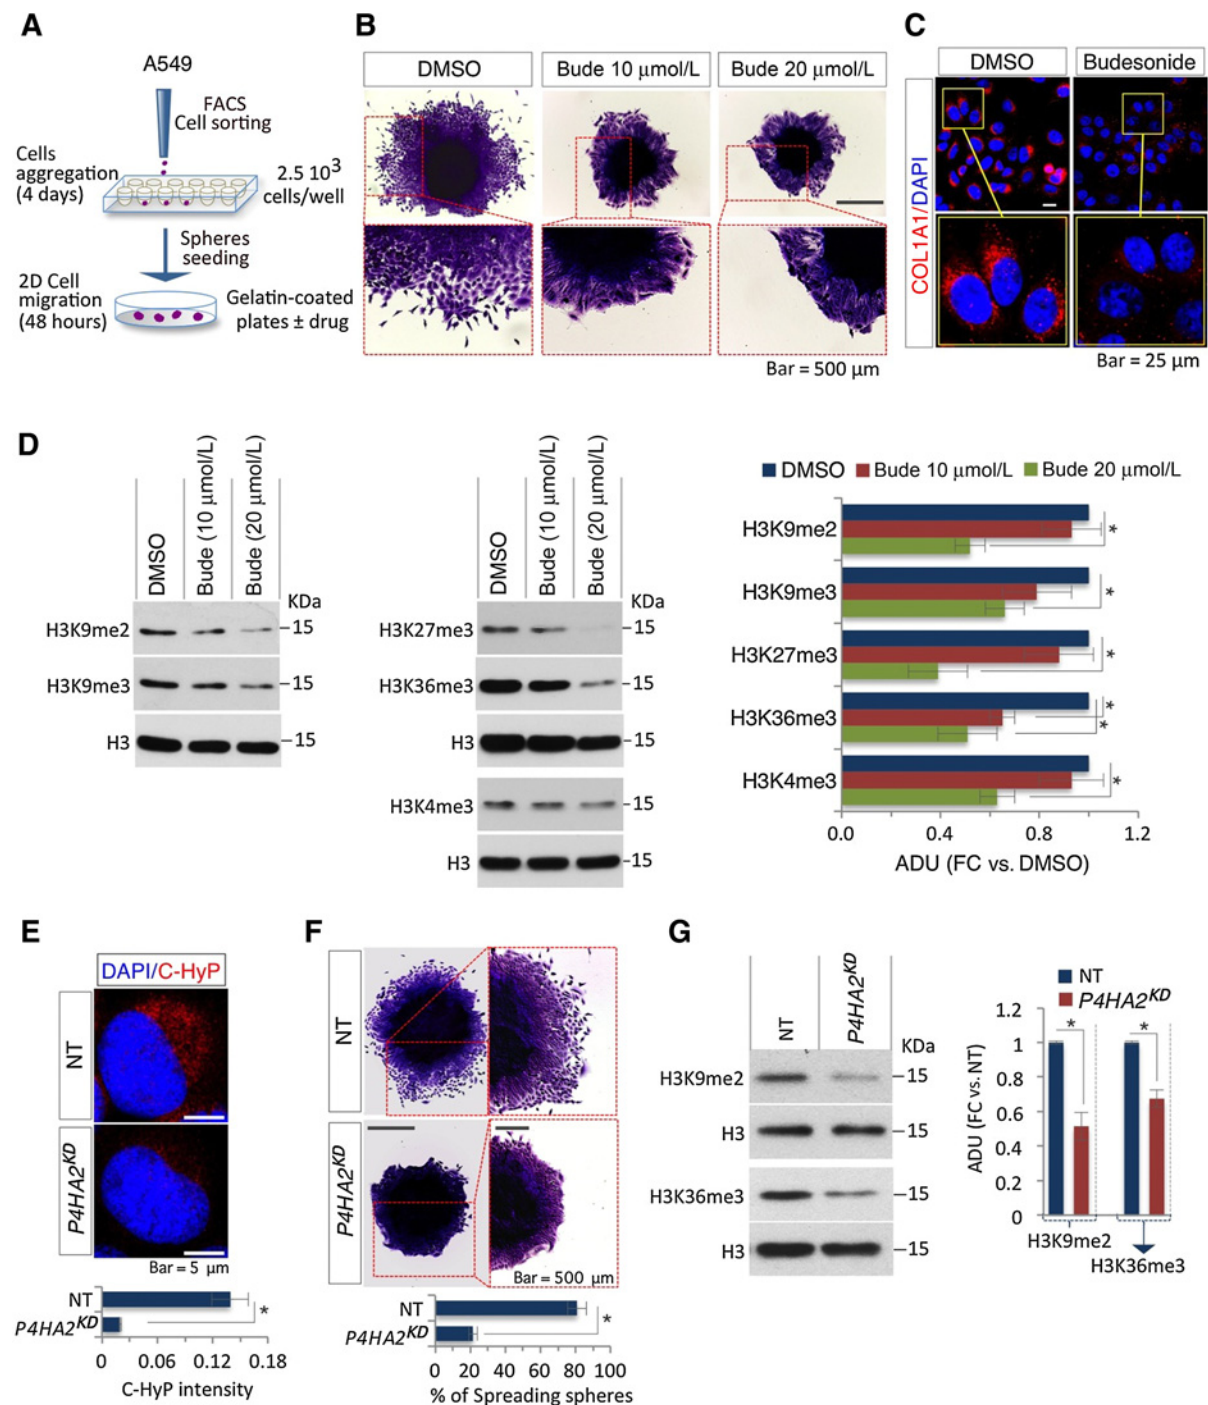 A
A549
FACS
Cell sorting
Cells
aggregation
(4 days)
2.5 10³
cells/well
Spheres
seeding
2D Cell
migration
(48 hours)
Gelatin-coated
plates ± drug
B
DMSO
Bude 10 μmol/L
Bude 20 μmol/L
Bar = 500 μm
C
DMSO
Budesonide
COL1A1/DAPI
Bar = 25 μm
D
DMSO
Bude (10 μmol/L)
Bude (20 μmol/L)
KDa
H3K9me2
15
H3K9me3
15
H3
15
DMSO
Bude (10 μmol/L)
Bude (20 μmol/L)
KDa
H3K27me3
15
H3K36me3
15
H3
15
H3K4me3
15
H3
15
DMSO Bude 10 μmol/L Bude 20 μmol/L
H3K9me2
*
H3K9me3
*
H3K27me3
*
H3K36me3
*
*
H3K4me3
*
0.0 0.4 0.8 1.2
ADU (FC vs. DMSO)
E
DAPI/C-HyP
NT
P4HA2KD
Bar = 5 μm
NT
P4HA2KD
*
0 0.06 0.12 0.18
C-HyP intensity
F
NT
P4HA2KD
Bar = 500 μm
NT
P4HA2KD
*
0 20 40 60 80 100
% of Spreading spheres
G
NT
P4HA2KD
KDa
H3K9me2
15
H3
15
H3K36me3
15
H3
15
NT
P4HA2KD
ADU (FC vs. NT)
1.2
1
0.8
0.6
0.4
0.2
0
*
*
H3K9me2
H3K36me3